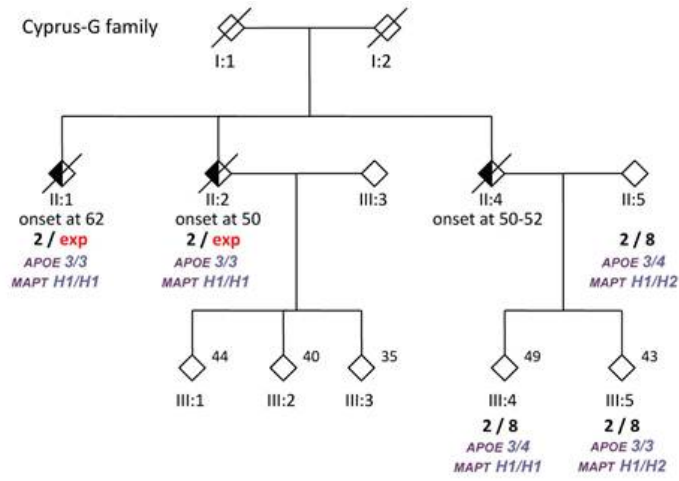 Cyprus-G family
I:1 I:2
II:1 II:2 III:3 II:4 II:5
onset at 62 onset at 50 onset at 50-52
2 / exp 2 / exp 2 / 8
APOE 3/3 APOE 3/3 APOE 3/4
MAPT H1/H1 MAPT H1/H1 MAPT H1/H2
44 40 35 49 43
III:1 III:2 III:3 III:4 III:5
2 / 8 2 / 8
APOE 3/4 APOE 3/3
MAPT H1/H1 MAPT H1/H2